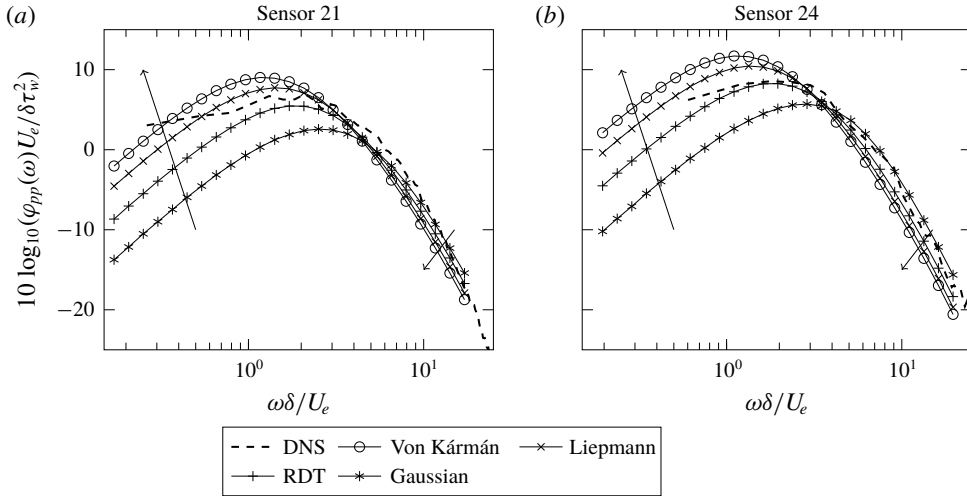 (a) Sensor 21
(b) Sensor 24
10 log₁₀(φₚₚ(ω)Uₑ/δτ_w²)
10
0
−10
−20
10⁰ 10¹
10⁰ 10¹
ωδ/Uₑ
ωδ/Uₑ
DNS Von Kármán Liepmann
RDT Gaussian